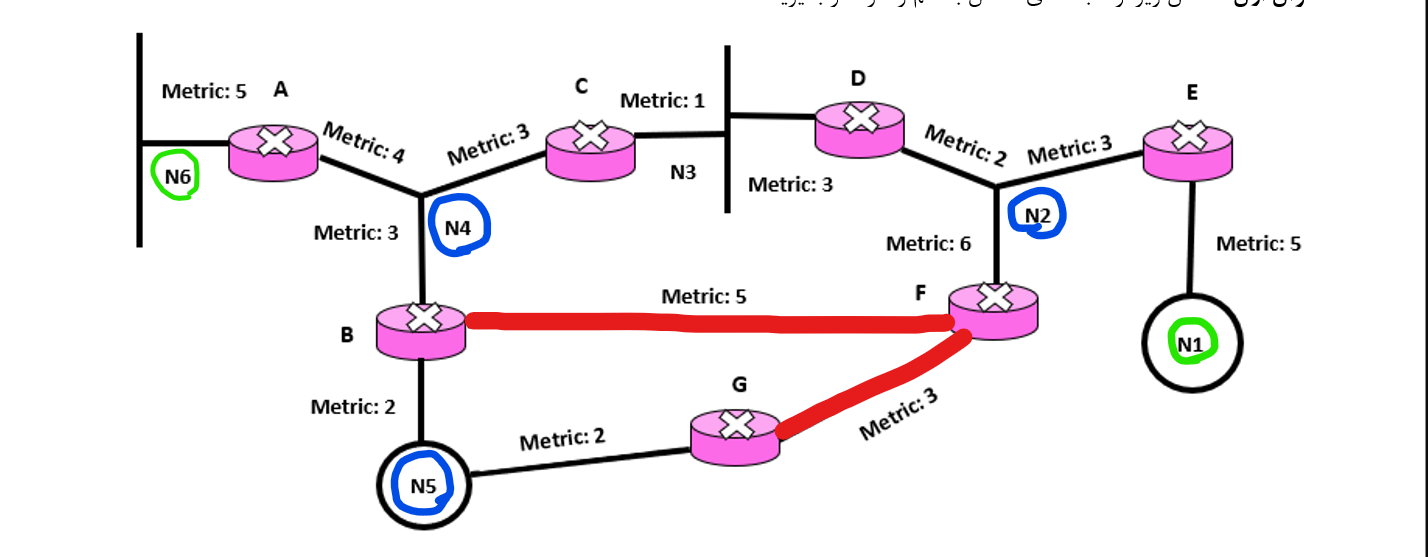 Metric: 5
A
C
Metric: 1
D
E
Metric: 4
Metric: 3
Metric: 2
Metric: 3
N6
N3
Metric: 3
N4
N2
Metric: 3
Metric: 6
Metric: 5
Metric: 5
F
B
N1
G
Metric: 2
Metric: 3
Metric: 2
N5